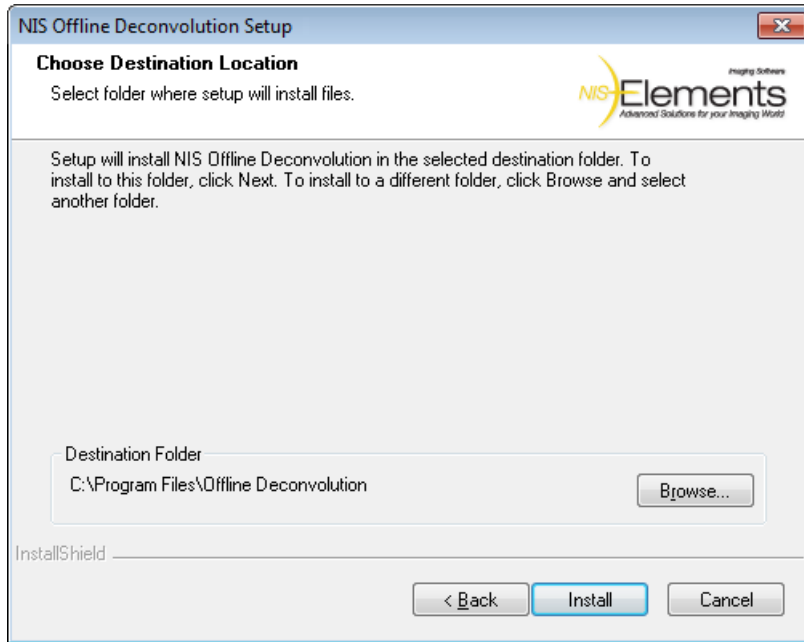 NIS Offline Deconvolution Setup
Choose Destination Location
Select folder where setup will install files.
Imaging Software
NIS Elements
Advanced Solutions for your Imaging World
Setup will install NIS Offline Deconvolution in the selected destination folder. To
install to this folder, click Next. To install to a different folder, click Browse and select
another folder.
Destination Folder
C:\Program Files\Offline Deconvolution
Browse...
InstallShield
< Back
Install
Cancel